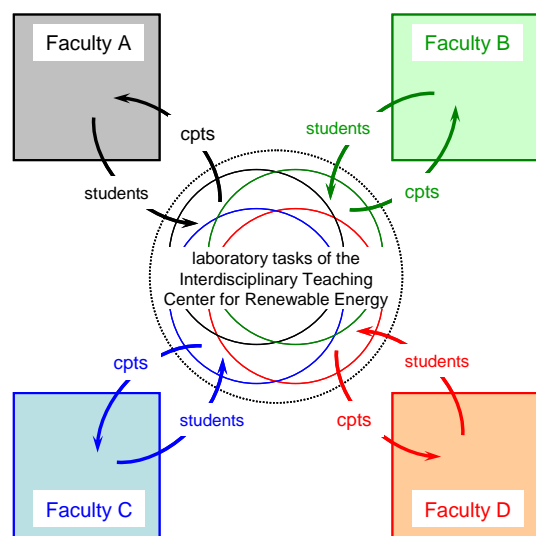 Faculty A
Faculty B
cpts
students
students
cpts
laboratory tasks of the
Interdisciplinary Teaching
Center for Renewable Energy
cpts
students
students
cpts
Faculty C
Faculty D